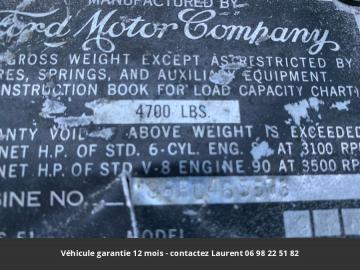 MANUFACTURED BY
Ford Motor Company
GROSS WEIGHT EXCEPT AS RESTRICTED BY
RES, SPRINGS, AND AUXILIARY EQUIPMENT.
NSTRUCTION BOOK FOR LOAD CAPACITY CHART
4700 LBS.
ANTY VOID ABOVE WEIGHT IS EXCEEDED
NET H.P. OF STD. 6-CYL. ENG. AT 3100 RP
NET H.P. OF STD. V-8 ENGINE 90 AT 3500 RP
GINE NO.
MODEL
Véhicule garantie 12 mois - contactez Laurent 06 98 22 51 82